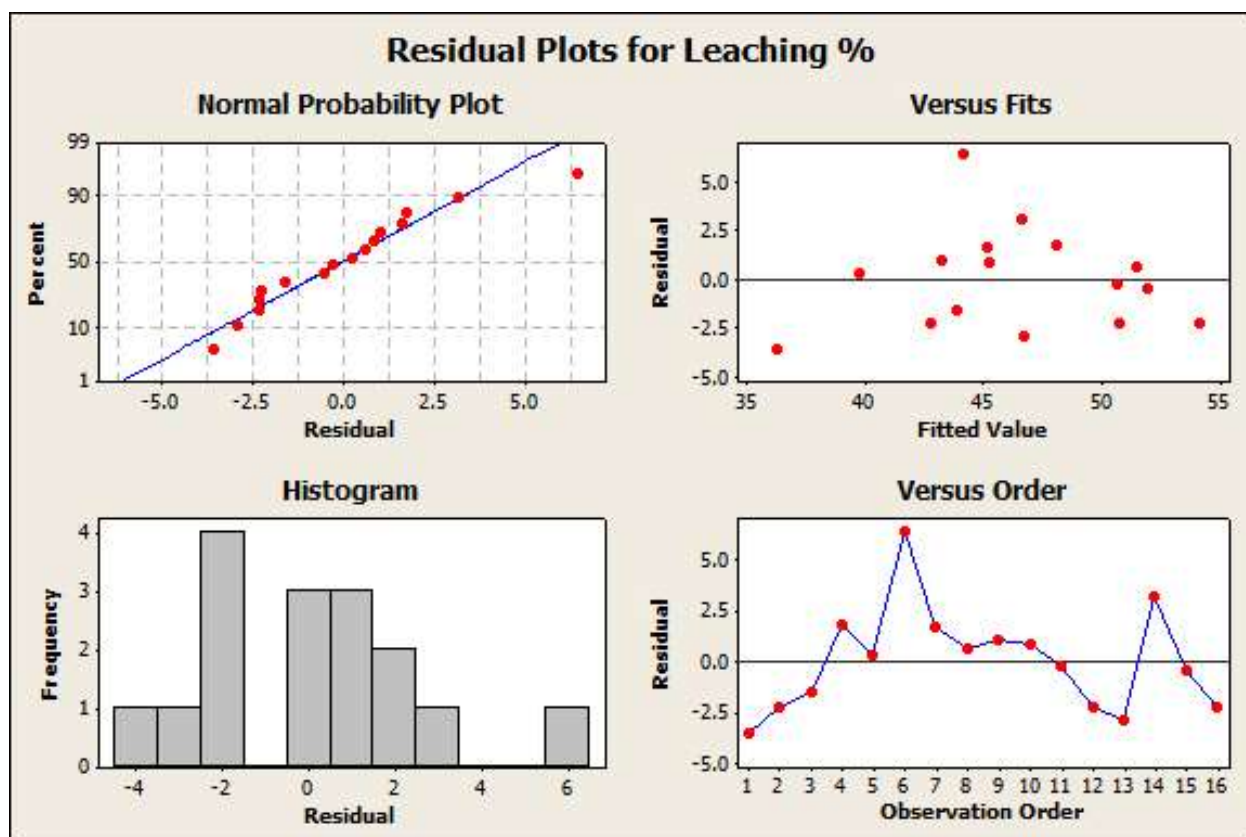 Residual Plots for Leaching %
Normal Probability Plot
Percent
99
90
50
10
1
-5.0 -2.5 0.0 2.5 5.0
Residual
Versus Fits
Residual
5.0
2.5
0.0
-2.5
-5.0
35 40 45 50 55
Fitted Value
Histogram
Frequency
4
3
2
1
0
-4 -2 0 2 4 6
Residual
Versus Order
Residual
5.0
2.5
0.0
-2.5
-5.0
1 2 3 4 5 6 7 8 9 10 11 12 13 14 15 16
Observation Order